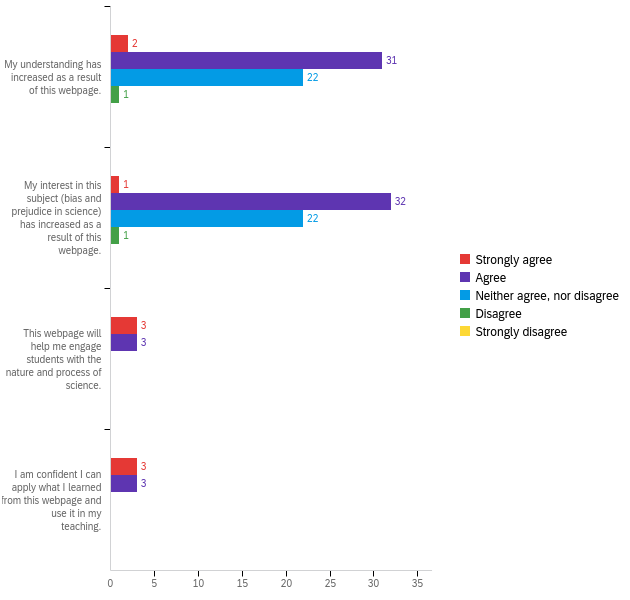 2
31
My understanding has
increased as a result
of this webpage.
22
1
1
My interest in this
subject (bias and
prejudice in science)
has increased as a
result of this
webpage.
32
22
1
Strongly agree
Agree
Neither agree, nor disagree
Disagree
Strongly disagree
3
This webpage will
help me engage
students with the
nature and process of
science.
3
3
I am confident I can
apply what I learned
from this webpage and
use it in my
teaching.
3
0 5 10 15 20 25 30 35